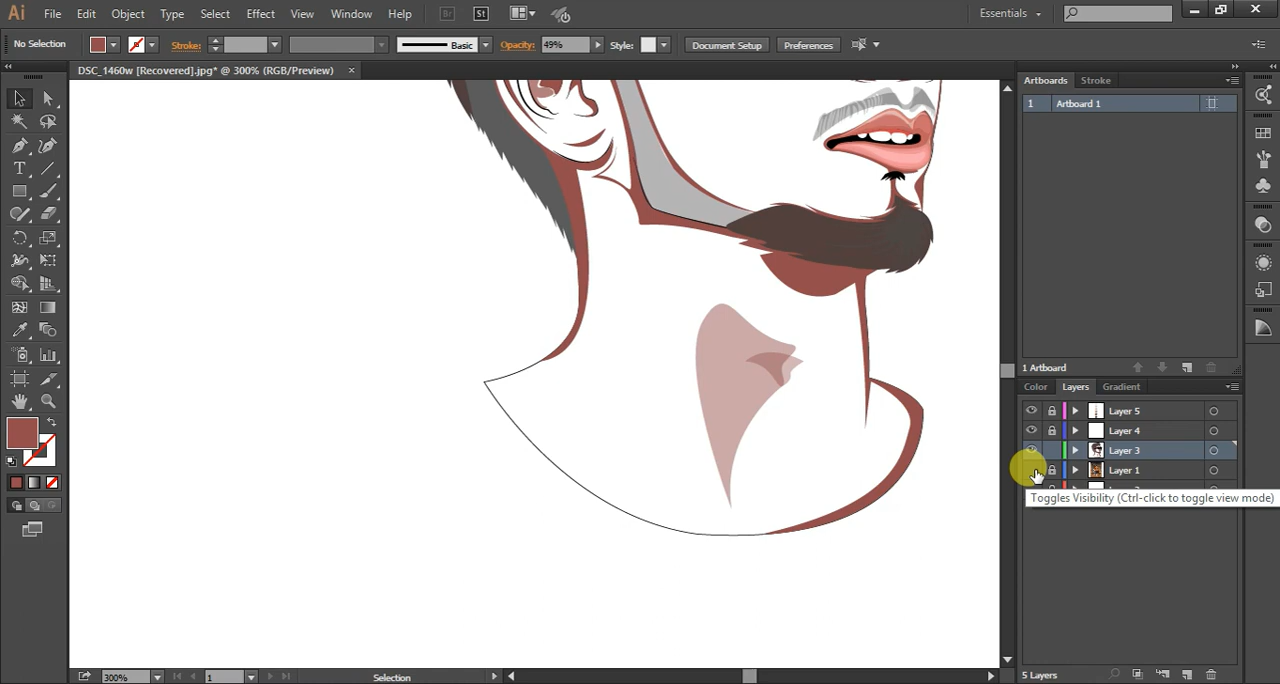 Ai File Edit Object Type Select Effect View Window Help Br St Essentials
No Selection Stroke: Basic Opacity: 49% Style: Document Setup Preferences
DSC_1460w [Recovered].jpg* @ 300% (RGB/Preview)
Artboards Stroke
1 Artboard 1
1 Artboard
Color Layers Gradient
Layer 5
Layer 4
Layer 3
Layer 1
Toggles Visibility (Ctrl-click to toggle view mode)
300% 1 Selection 5 Layers